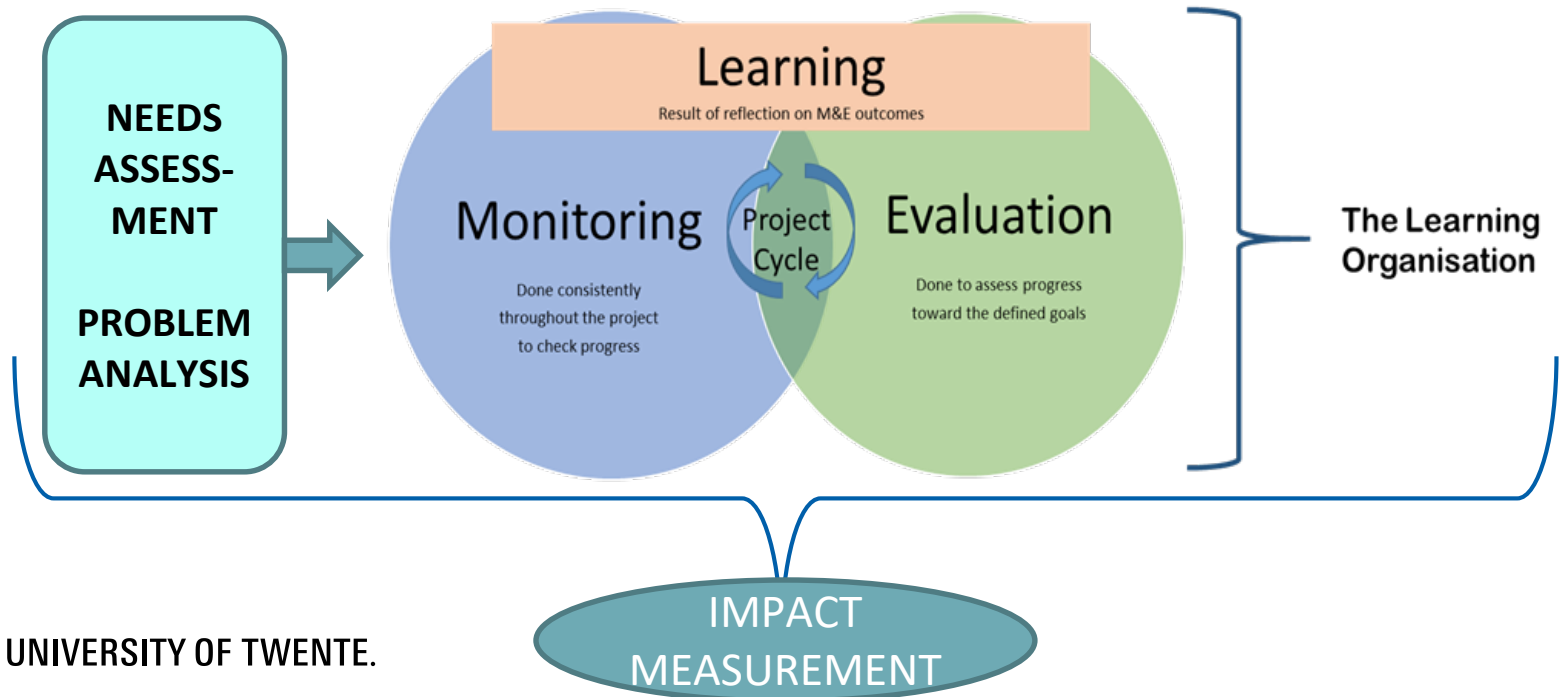 NEEDS
ASSESS-
MENT
PROBLEM
ANALYSIS
Learning
Result of reflection on M&E outcomes
Monitoring
Done consistently
throughout the project
to check progress
Project
Cycle
Evaluation
Done to assess progress
toward the defined goals
The Learning
Organisation
IMPACT
MEASUREMENT
UNIVERSITY OF TWENTE.